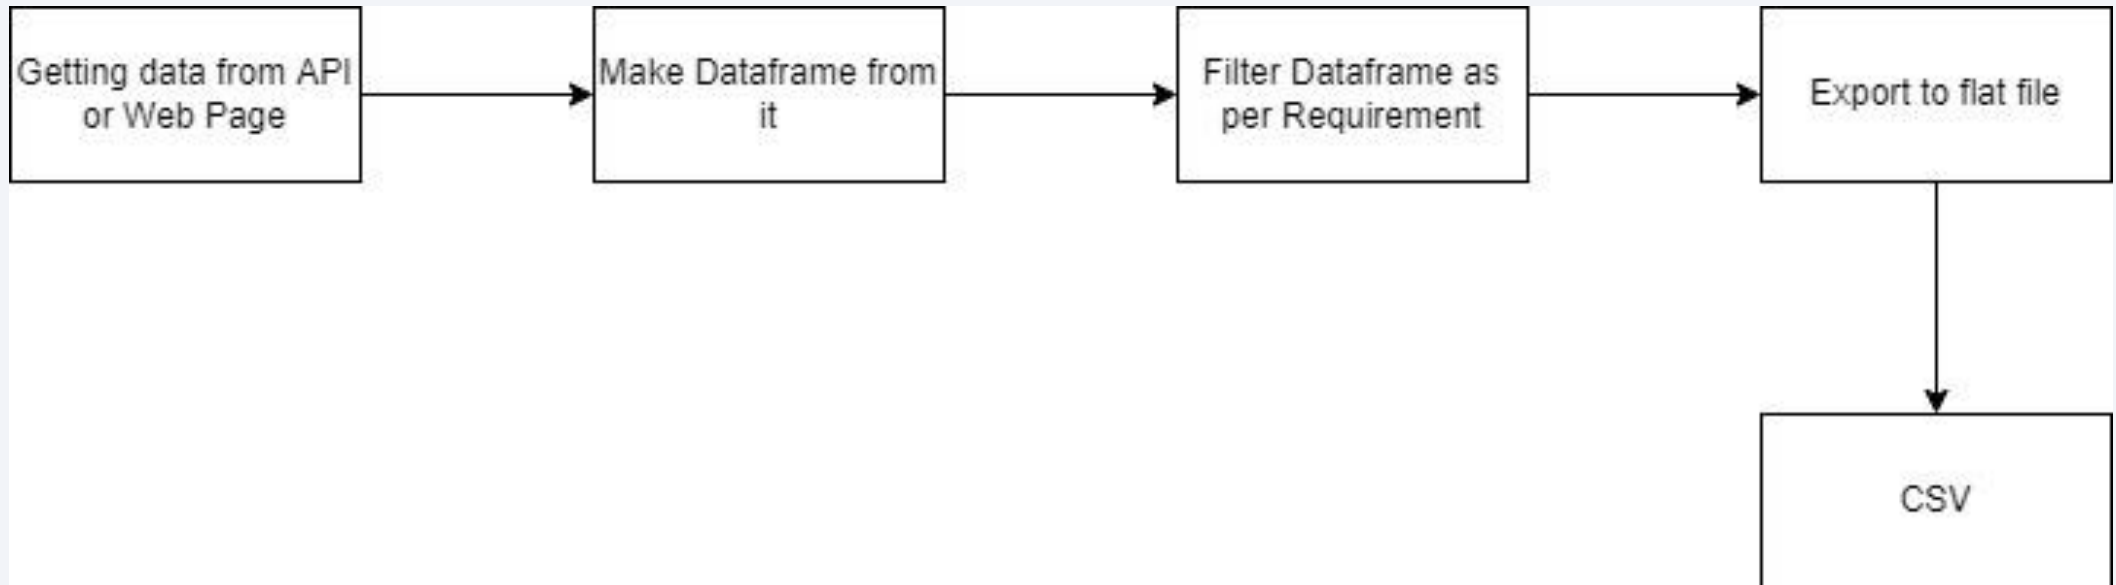 Getting data from API
or Web Page
Make Dataframe from
it
Filter Dataframe as
per Requirement
Export to flat file
CSV